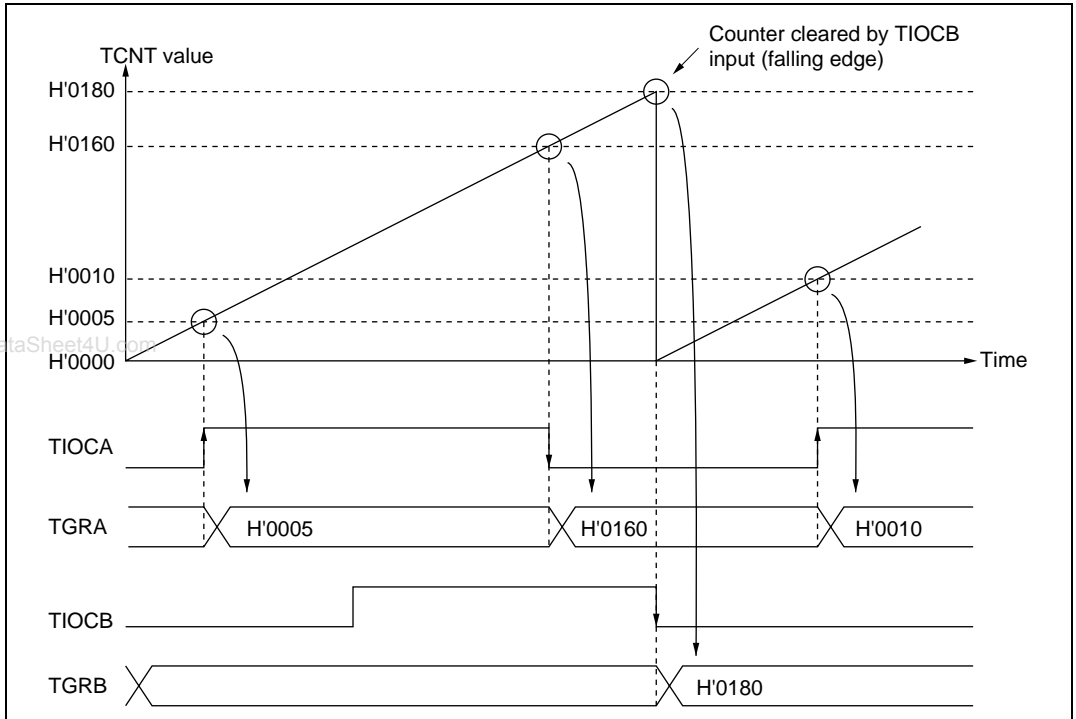 Counter cleared by TIOCB
input (falling edge)
TCNT value
H'0180
H'0160
H'0010
H'0005
ataSheet4U.com
H'0000
Time
TIOCA
TGRA
H'0005
H'0160
H'0010
TIOCB
TGRB
H'0180